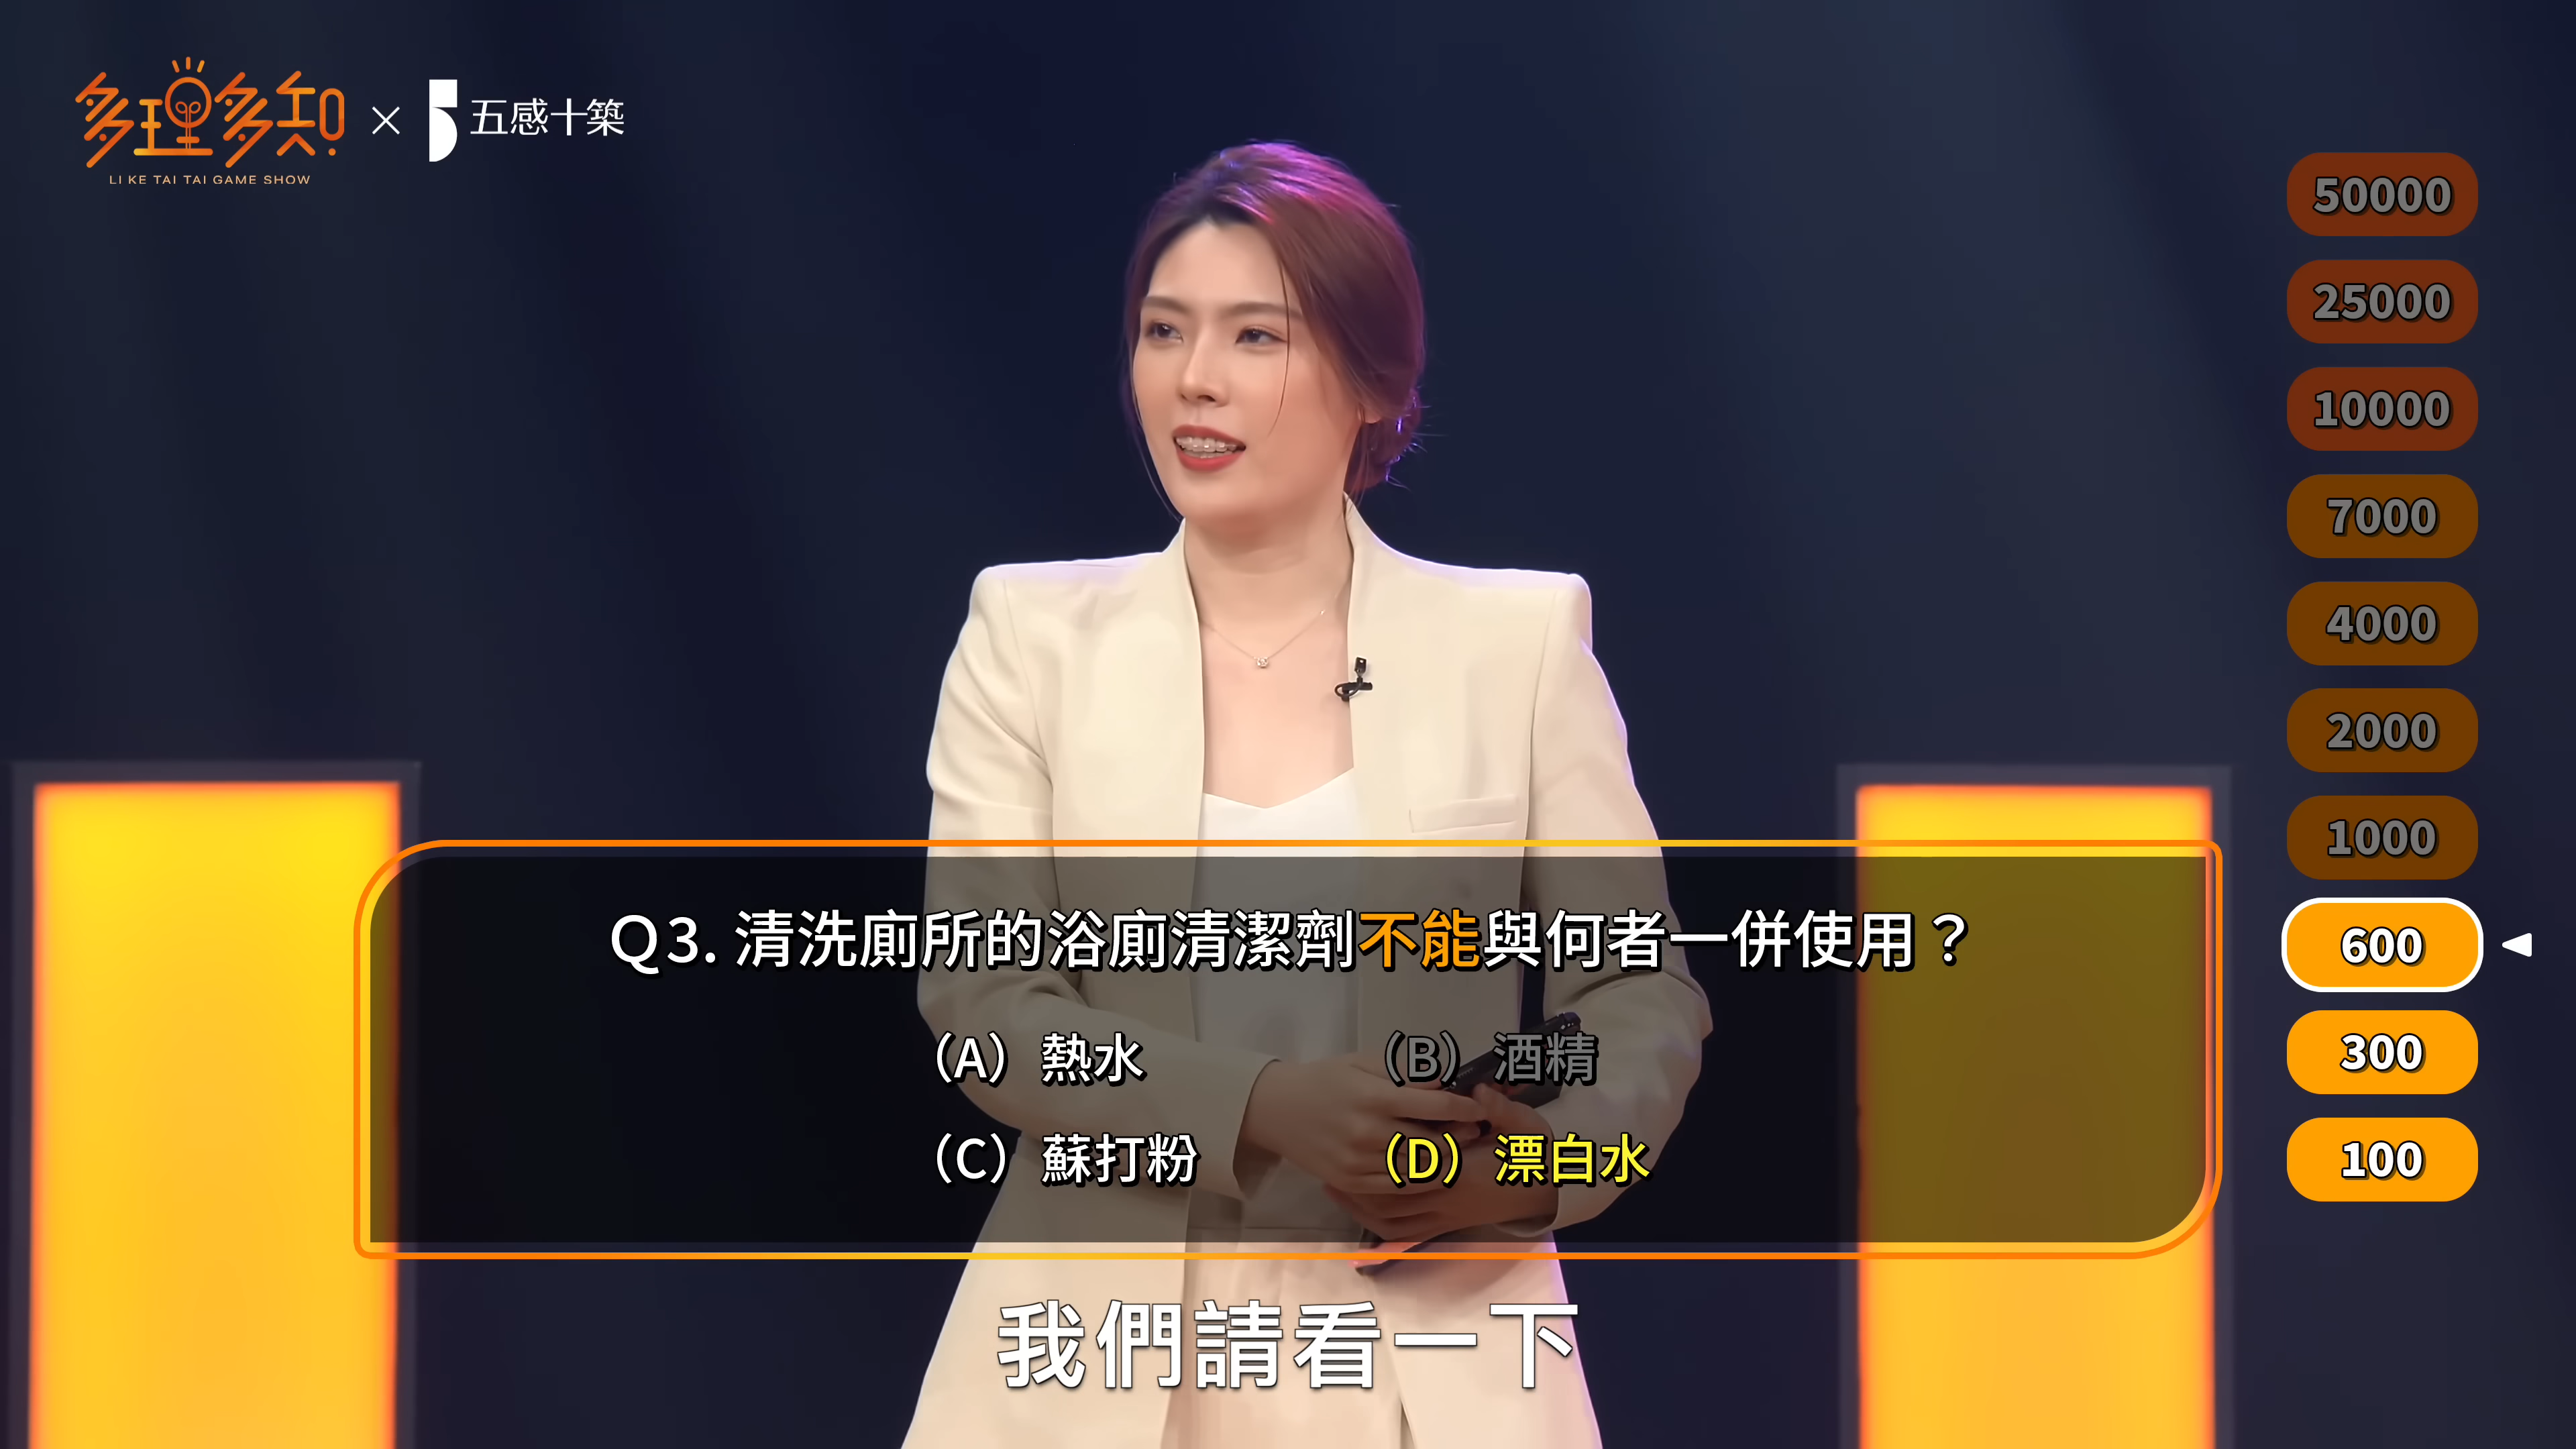 多理多知
LI KE TAI TAI GAME SHOW
× 5 五感十築
50000
25000
10000
7000
4000
2000
1000
600
300
100
Q3. 清洗廁所的浴廁清潔劑不能與何者一併使用？
（A）熱水 （B）酒精
（C）蘇打粉 （D）漂白水
我們請看一下